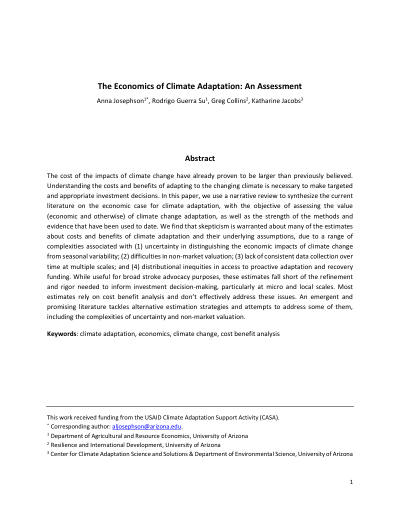 The Economics of Climate Adaptation: An Assessment
Anna Josephson1*, Rodrigo Guerra Su1, Greg Collins2, Katharine Jacobs3
Abstract
The cost of the impacts of climate change have already proven to be larger than previously believed.
Understanding the costs and benefits of adapting to the changing climate is necessary to make targeted
and appropriate investment decisions. In this paper, we use a narrative review to synthesize the current
literature on the economic case for climate adaptation, with the objective of assessing the value
(economic and otherwise) of climate change adaptation, as well as the strength of the methods and
evidence that have been used to date. We find that skepticism is warranted about many of the estimates
about costs and benefits of climate adaptation and their underlying assumptions, due to a range of
complexities associated with (1) uncertainty in distinguishing the economic impacts of climate change
from seasonal variability; (2) difficulties in non-market valuation; (3) lack of consistent data collection over
time at multiple scales; and (4) distributional inequities in access to proactive adaptation and recovery
funding. While useful for broad stroke advocacy purposes, these estimates fall short of the refinement
and rigor needed to inform investment decision-making, particularly at micro and local scales. Most
estimates rely on cost benefit analysis and don't effectively address these issues. An emergent and
promising literature tackles alternative estimation strategies and attempts to address some of them,
including the complexities of uncertainty and non-market valuation.
Keywords: climate adaptation, economics, climate change, cost benefit analysis
This work received funding from the USAID Climate Adaptation Support Activity (CASA).
* Corresponding author: aljosephson@arizona.edu.
1 Department of Agricultural and Resource Economics, University of Arizona
2 Resilience and International Development, University of Arizona
3 Center for Climate Adaptation Science and Solutions & Department of Environmental Science, University of Arizona
1